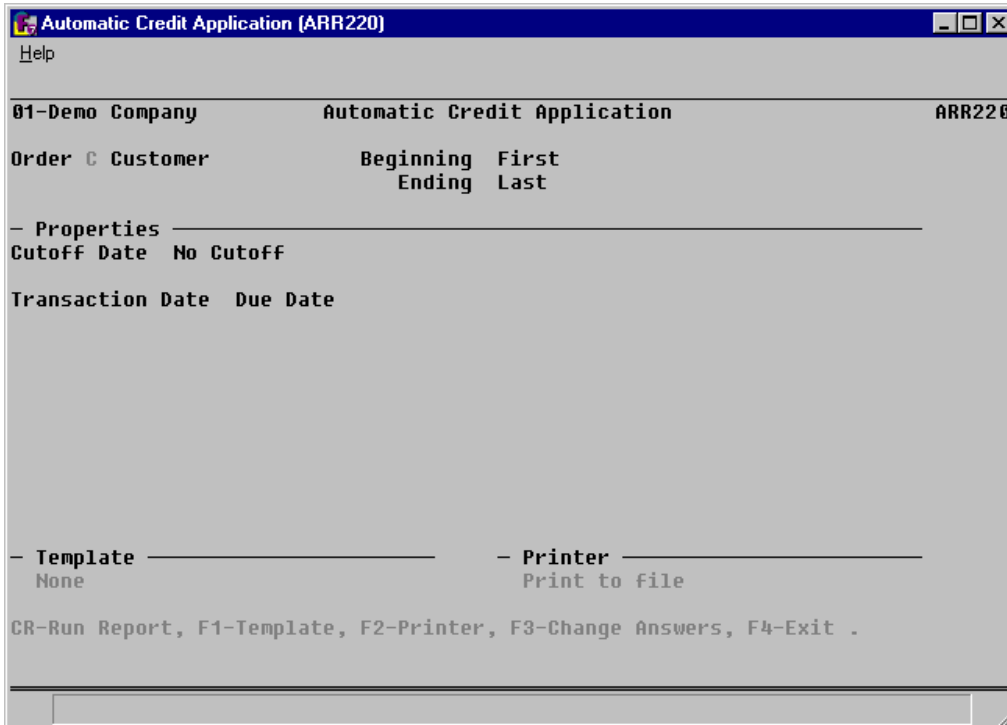 Automatic Credit Application (ARR220)
Help
01-Demo Company Automatic Credit Application ARR220
Order C Customer Beginning First
Ending Last
Properties
Cutoff Date No Cutoff
Transaction Date Due Date
Template Printer
None Print to file
CR-Run Report, F1-Template, F2-Printer, F3-Change Answers, F4-Exit .